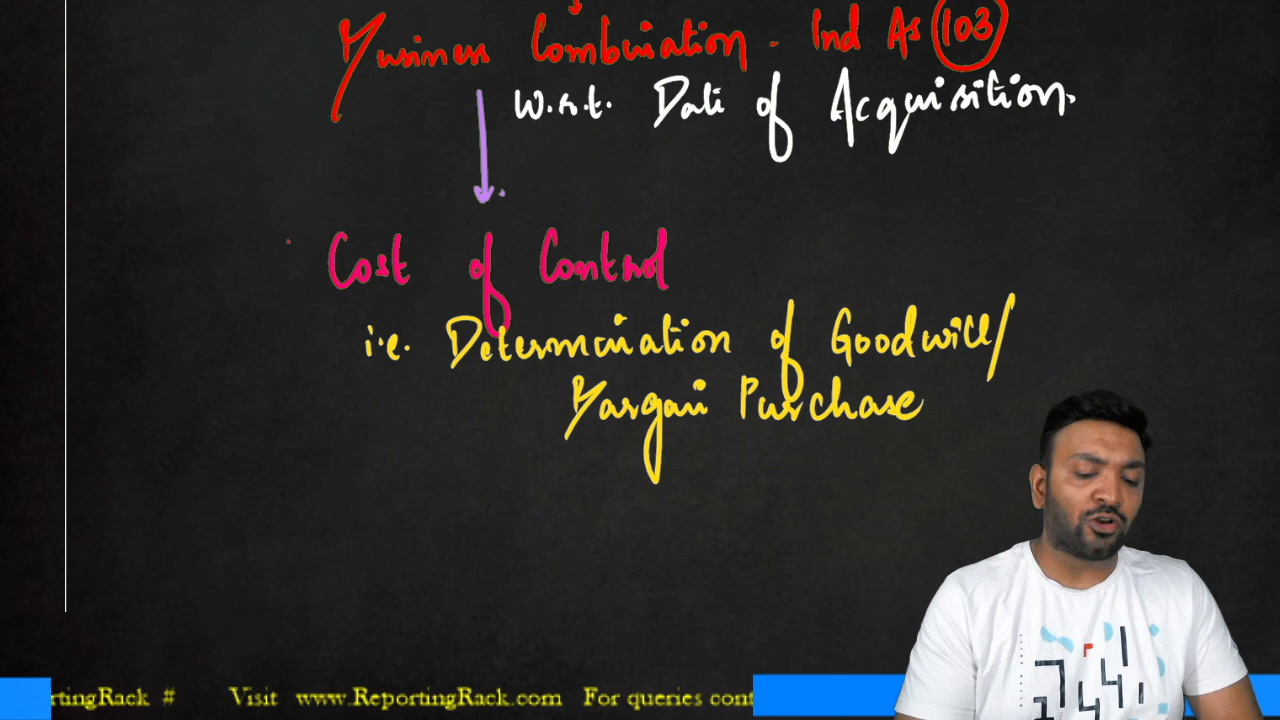 Business Combination - Ind As 103
w.r.t. Date of Acquisition.
Cost of Control
i.e. Determination of Goodwill/
Bargain Purchase
rtingRack # Visit www.ReportingRack.com For queries cont